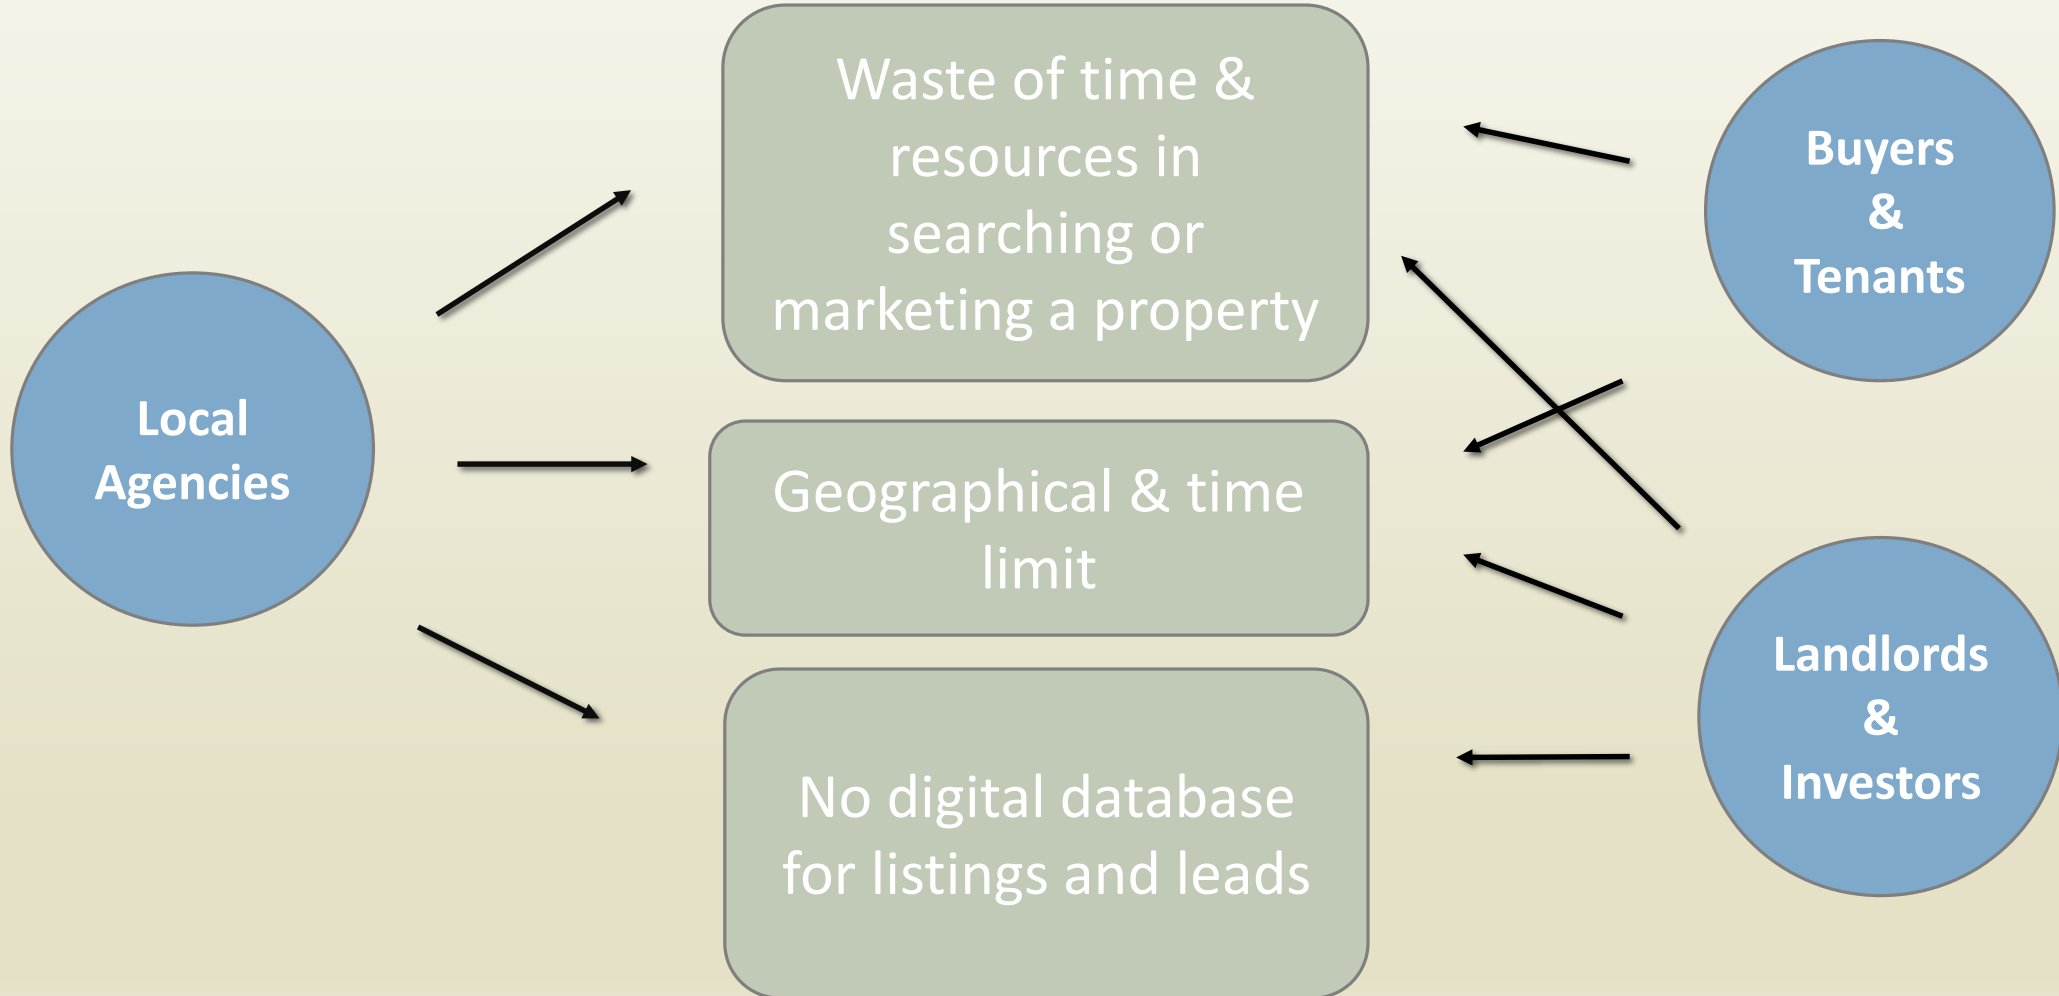 Local
Agencies
Waste of time &
resources in
searching or
marketing a property
Geographical & time
limit
No digital database
for listings and leads
Buyers
&
Tenants
Landlords
&
Investors